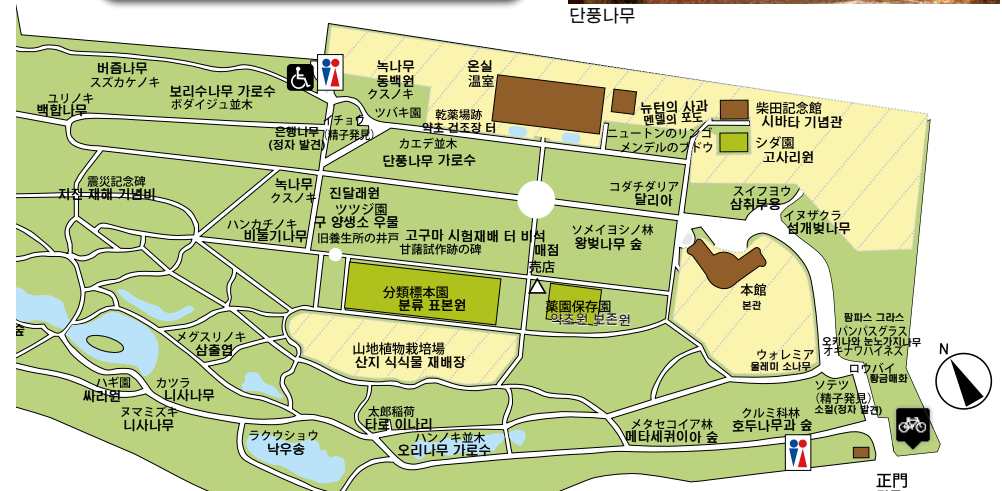 단풍나무
버즘나무
スズカケノキ
ユリノキ
백합나무
보리수나무 가로수
ボダイジュ並木
녹나무
동백원
クスノキ
ツバキ園
온실
温室
乾薬場跡
약초 건조장 터
뉴턴의 사과
멘델의 포도
ニュートンのリンゴ
メンデルのブドウ
柴田記念館
시바타 기념관
シダ園
고사리원
イチョウ
은행나무 (精子発見)
(정자 발견)
カエデ並木
단풍나무 가로수
震災記念碑
지진 재해 기념비
녹나무
クスノキ
진달래원
ツツジ園
구 양생소 우물
旧養生所の井戸
ハンカチノキ
비둘기나무
고구마 시험재배 터 비석
甘藷試作跡の碑
매점
売店
コダチダリア
달리아
ソメイヨシノ林
왕벚나무 숲
スイフヨウ
삼취부용
イヌザクラ
섬개벚나무
本館
본관
分類標本園
분류 표본원
薬園保存園
약초원 보존원
팜파스 그라스
パンパスグラス
오키나와 눈노가지나무
オキナワハイネズ
山地植物栽培場
산지 식식물 재배장
メグスリノキ
삼출엽
숲
ハギ園
싸리원
カツラ
니사나무
ヌマミズキ
니사나무
ラクウショウ
낙우송
太郎稲荷
타로 이나리
ハンノキ並木
오리나무 가로수
メタセコイア林
메타세쿼이아 숲
クルミ科林
호두나무과 숲
ウォレミア
울레미 소나무
ロウバイ
황금매화
ソテツ
(精子発見)
소철(정자 발견)
N
正門